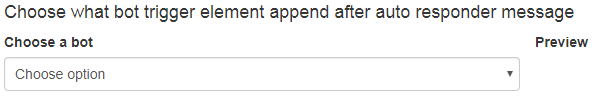 Choose what bot trigger element append after auto responder message
Choose a bot Preview
Choose option